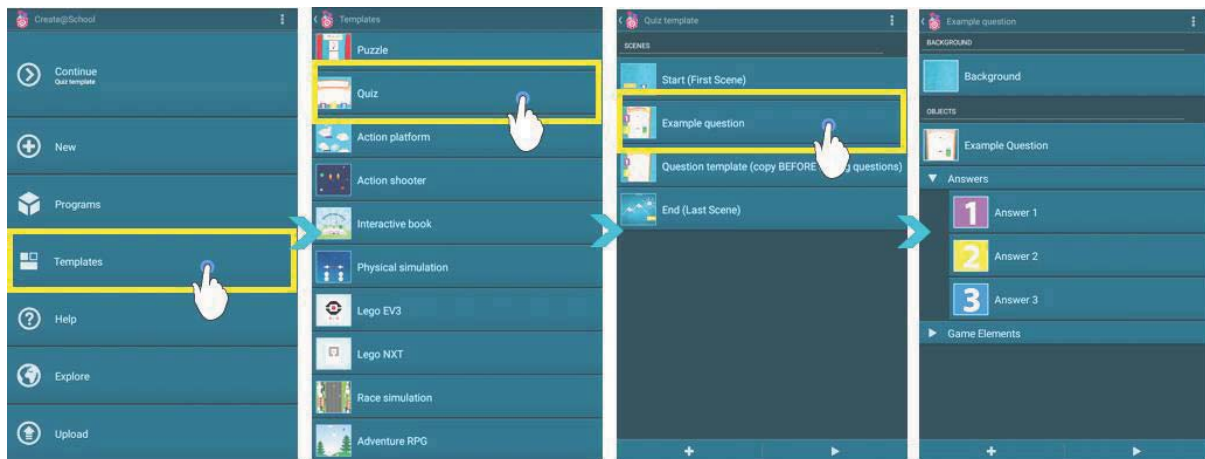 Create@School
Continue
Quiz template
New
Programs
Templates
Help
Explore
Upload
Templates
Puzzle
Quiz
Action platform
Action shooter
Interactive book
Physical simulation
Lego EV3
Lego NXT
Race simulation
Adventure RPG
Quiz template
SCENES
Start (First Scene)
Example question
Question template (copy BEFORE questions)
End (Last Scene)
Example question
BACKGROUND
Background
OBJECTS
Example Question
Answers
1 Answer 1
2 Answer 2
3 Answer 3
Game Elements